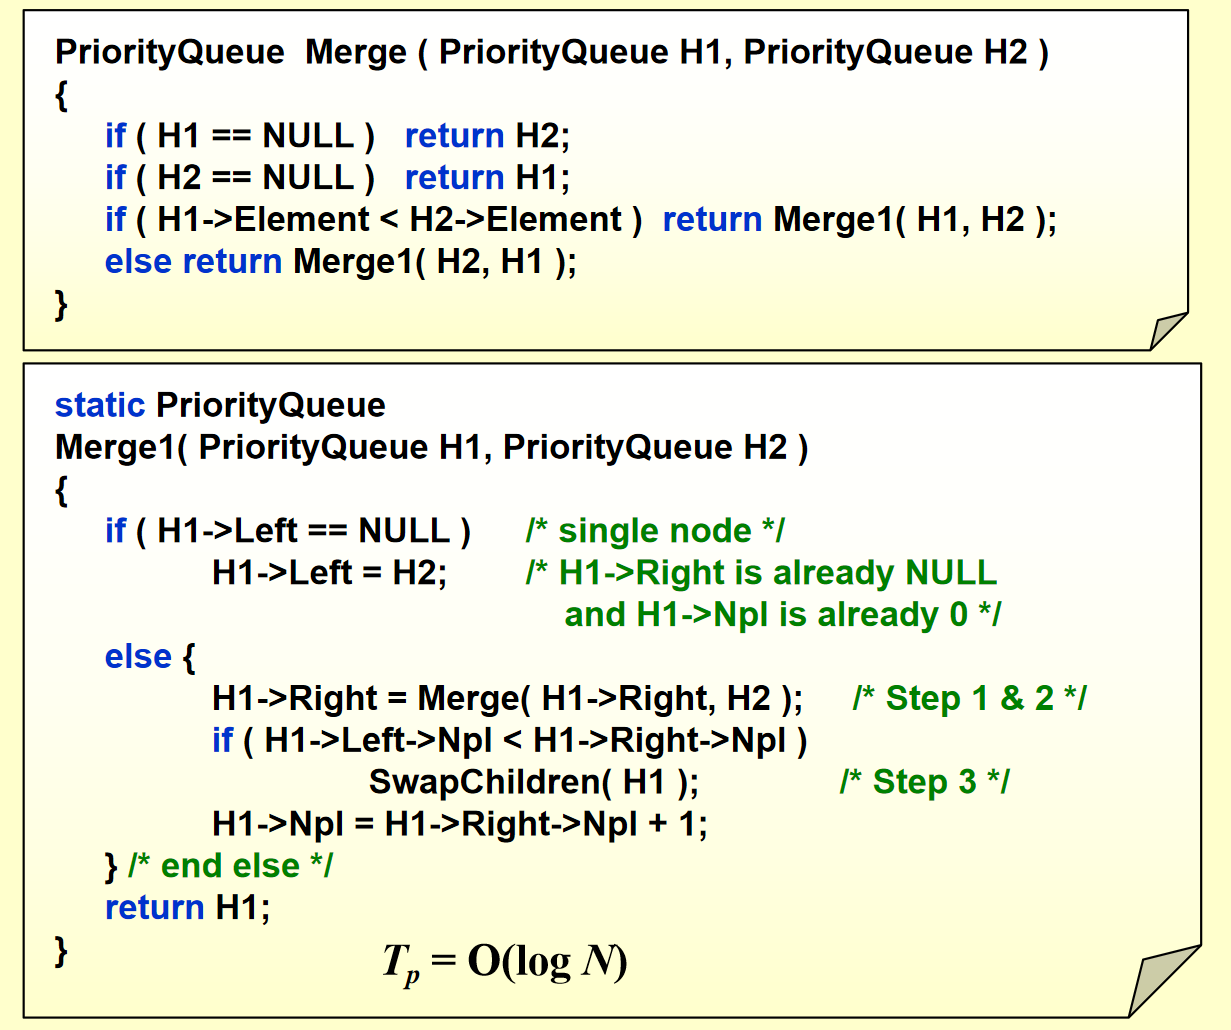 PriorityQueue  Merge ( PriorityQueue H1, PriorityQueue H2 )
{
if ( H1 == NULL )   return H2;
if ( H2 == NULL )   return H1;
if ( H1->Element < H2->Element )  return Merge1( H1, H2 );
else return Merge1( H2, H1 );
}
static PriorityQueue
Merge1( PriorityQueue H1, PriorityQueue H2 )
{
if ( H1->Left == NULL )     /* single node */
H1->Left = H2;     /* H1->Right is already NULL
and H1->Npl is already 0 */
else {
H1->Right = Merge( H1->Right, H2 );     /* Step 1 & 2 */
if ( H1->Left->Npl < H1->Right->Npl )
SwapChildren( H1 );     /* Step 3 */
H1->Npl = H1->Right->Npl + 1;
} /* end else */
return H1;
}
Tp = O(log N)